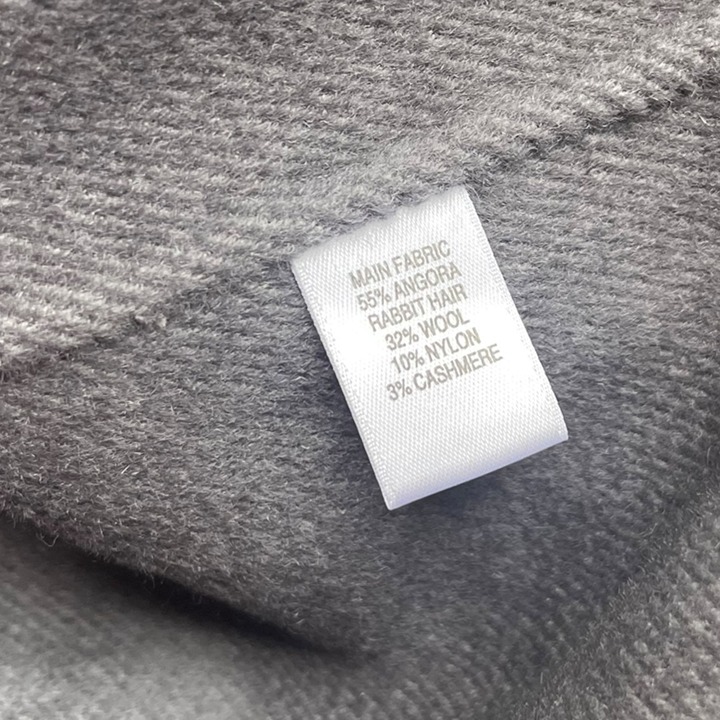 MAIN FABRIC
55% ANGORA
RABBIT HAIR
32% WOOL
10% NYLON
3% CASHMERE